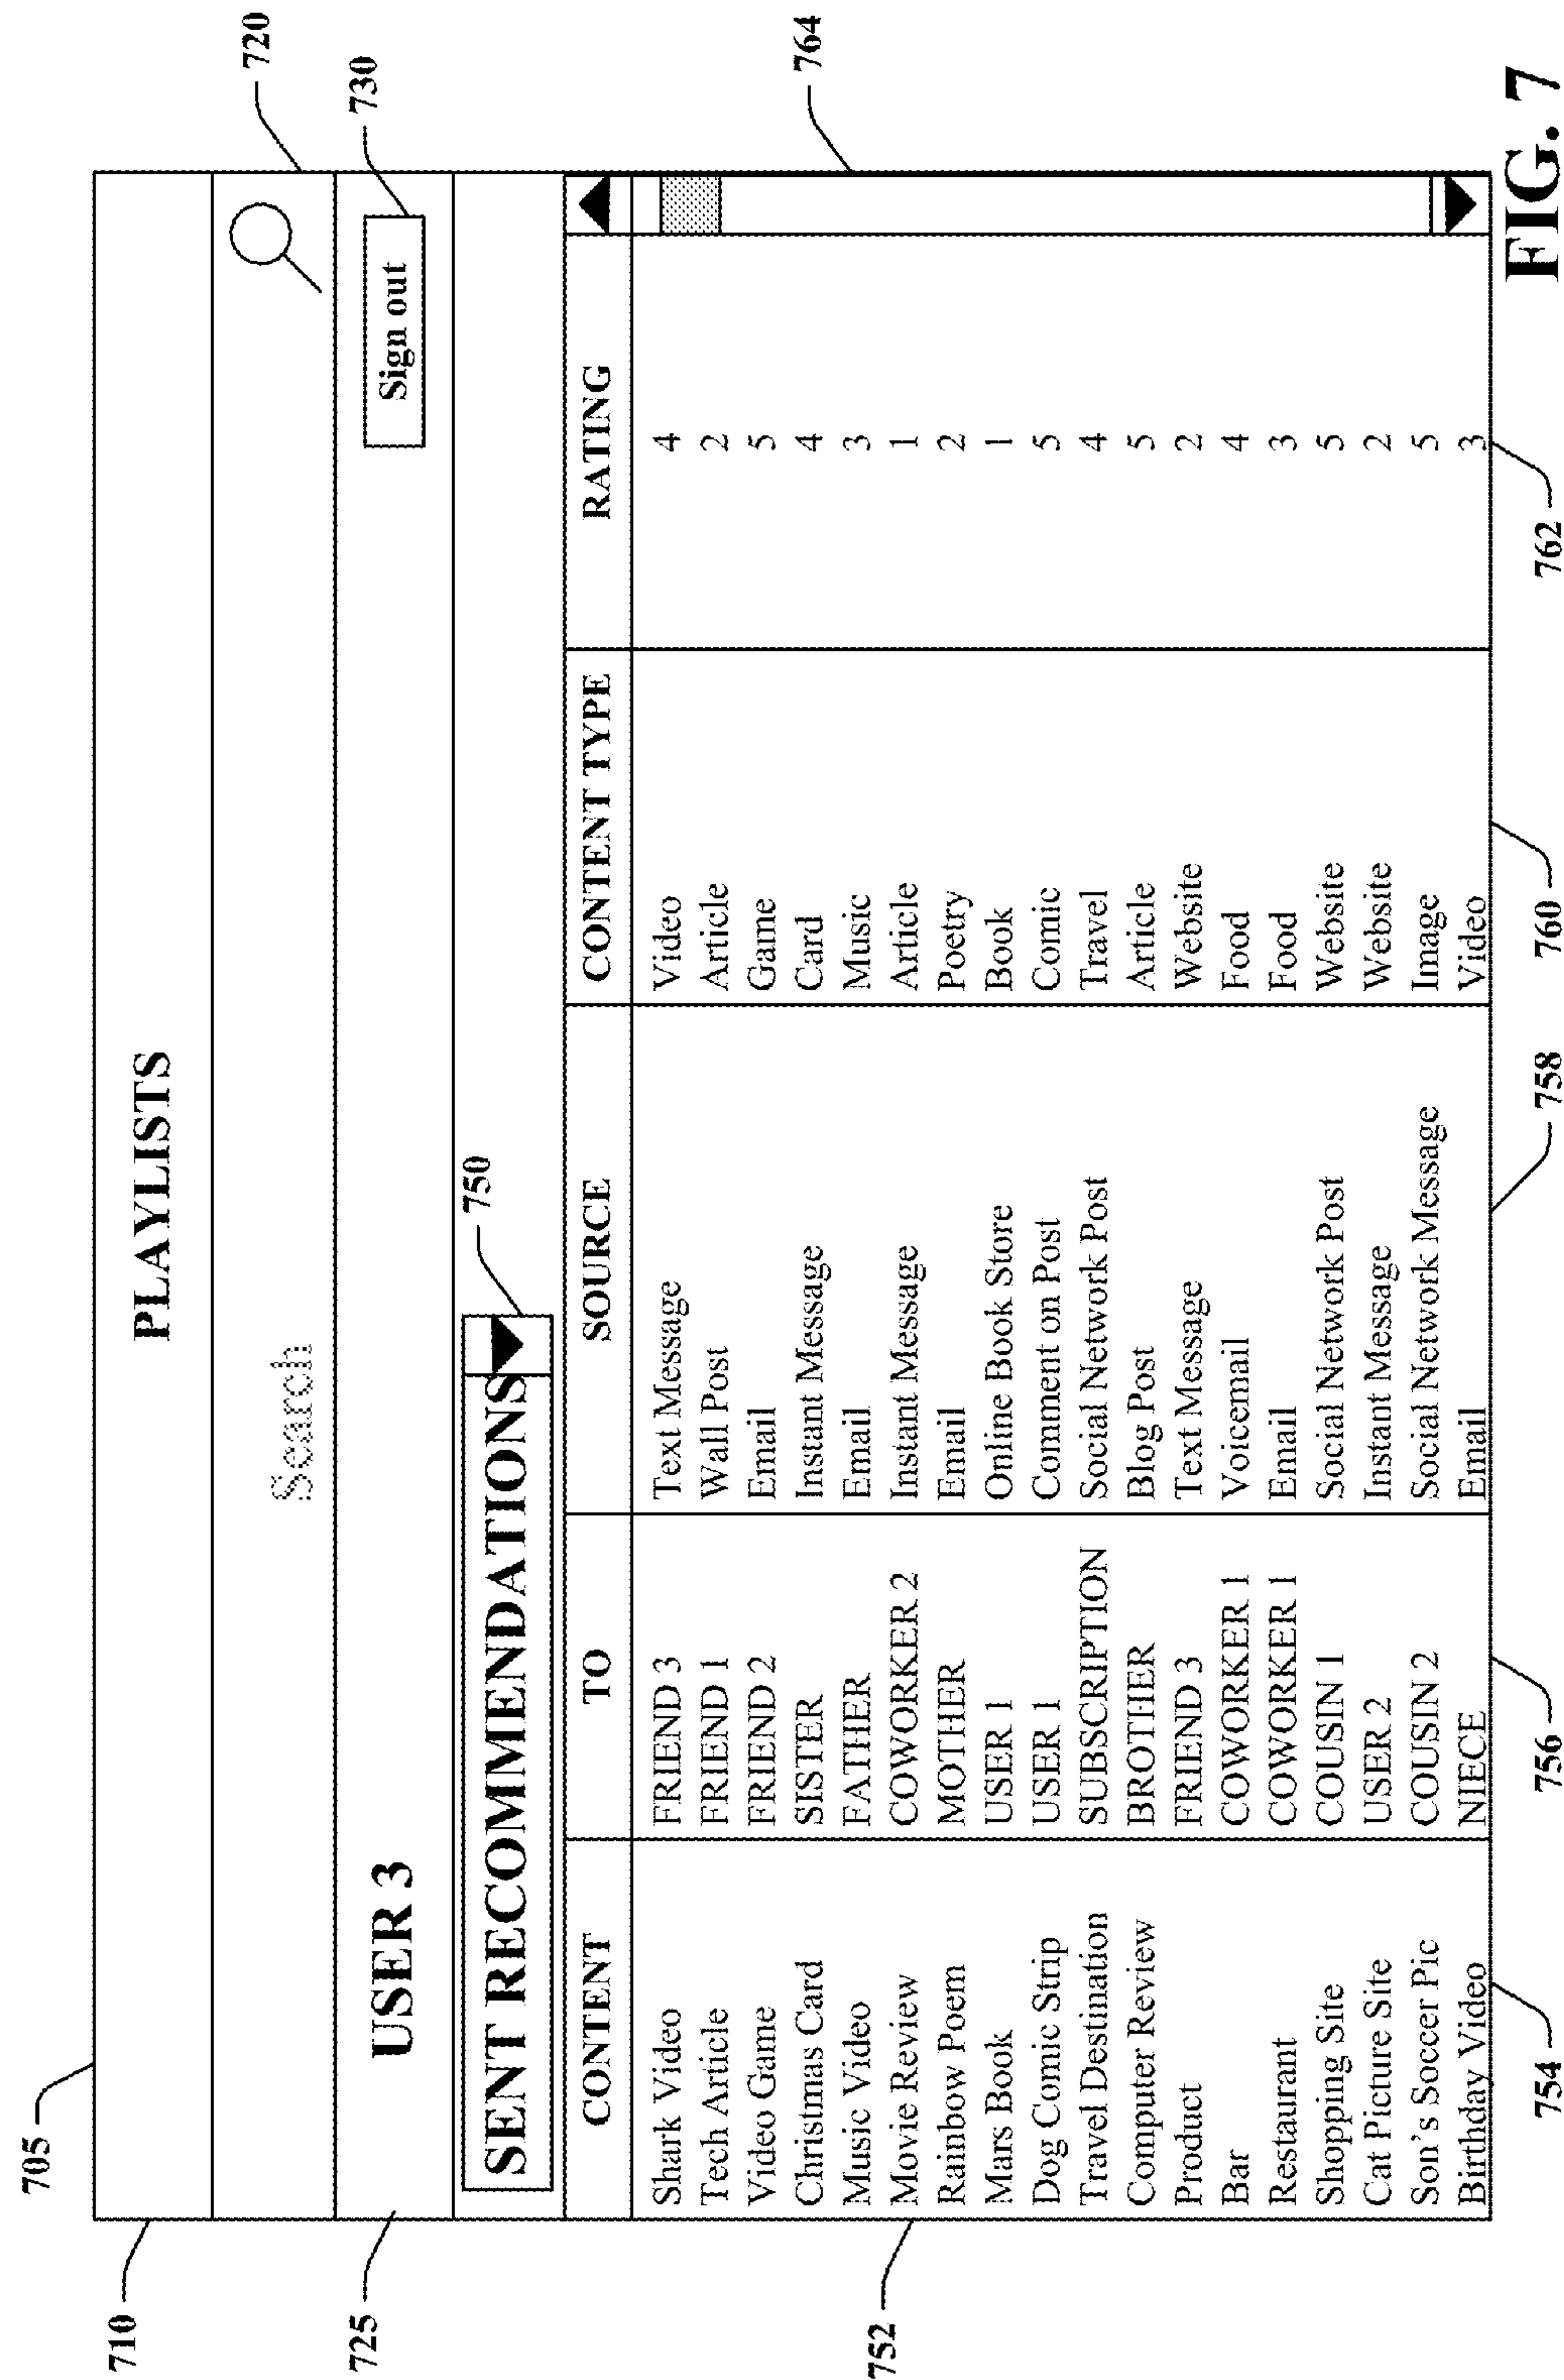 705
710
PLAYLISTS
720
Search
725
USER 3
730
Sign out
750
SENT RECOMMENDATIONS
CONTENT TO SOURCE CONTENT TYPE RATING
Shark Video FRIEND 3 Text Message Video 4
Tech Article FRIEND 1 Wall Post Article 2
Video Game FRIEND 2 Email Game 5
Christmas Card SISTER Instant Message Card 4
Music Video FATHER Email Music 3
Movie Review COWORKER 2 Instant Message Article 1
Rainbow Poem MOTHER Email Poetry 2
Mars Book USER 1 Online Book Store Book 1
Dog Comic Strip USER 1 Comment on Post Comic 5
Travel Destination SUBSCRIPTION Social Network Post Travel 4
Computer Review BROTHER Blog Post Article 5
Product FRIEND 3 Text Message Website 2
Bar COWORKER 1 Voicemail Food 4
Restaurant COWORKER 1 Email Food 3
Shopping Site COUSIN 1 Social Network Post Website 5
Cat Picture Site USER 2 Instant Message Website 2
Son's Soccer Pic COUSIN 2 Social Network Message Image 5
Birthday Video NIECE Email Video 3
752
764
754 756 758 760 762
FIG. 7